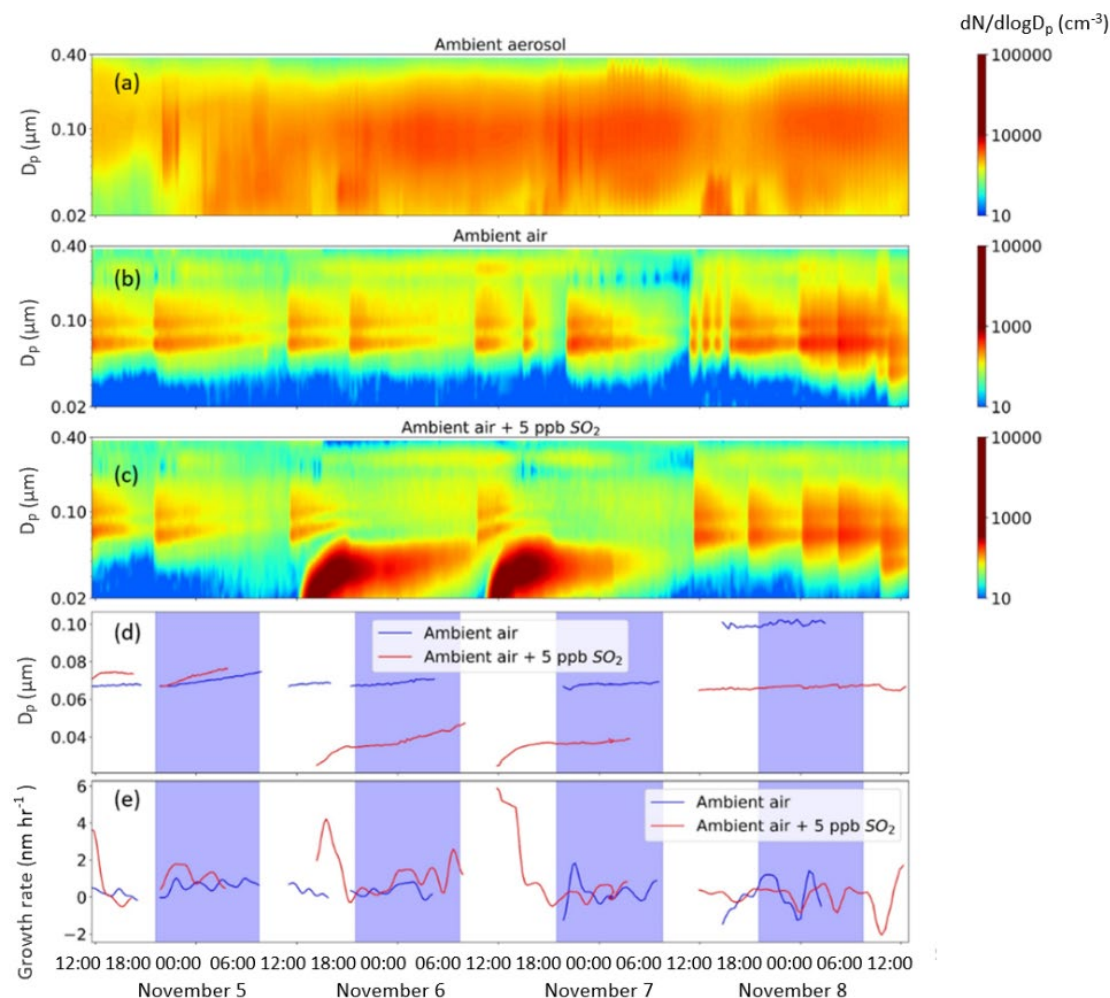 dN/dlogDp (cm-3)
Ambient aerosol
(a)
0.40
0.10
0.02
Dp (μm)
100000
10000
10
Ambient air
(b)
0.40
0.10
0.02
Dp (μm)
10000
1000
10
Ambient air + 5 ppb SO2
(c)
0.40
0.10
0.02
Dp (μm)
10000
1000
10
(d)
0.10
0.08
0.06
0.04
Dp (μm)
Ambient air
Ambient air + 5 ppb SO2
(e)
6
4
2
0
−2
Growth rate (nm hr-1)
Ambient air
Ambient air + 5 ppb SO2
12:00 18:00 00:00 06:00 12:00 18:00 00:00 06:00 12:00 18:00 00:00 06:00 12:00 18:00 00:00 06:00 12:00
November 5 November 6 November 7 November 8